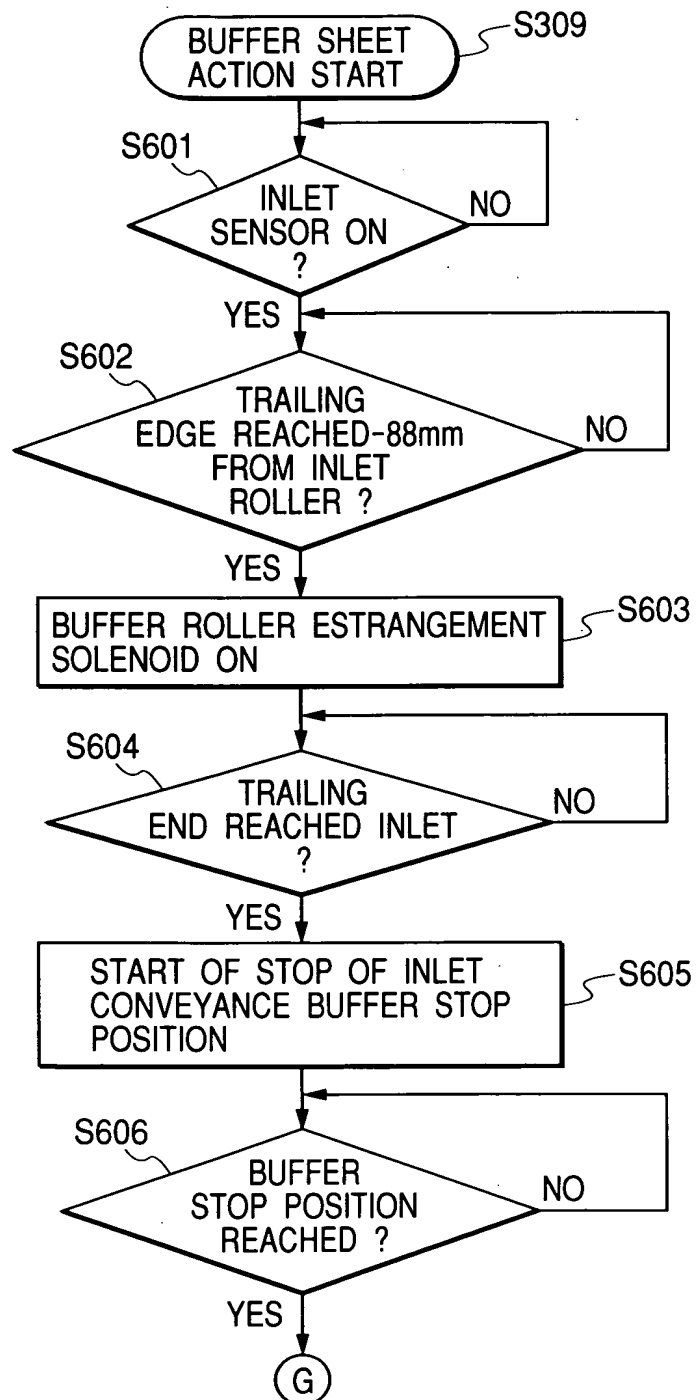 BUFFER SHEET
ACTION START
S309
S601
INLET
SENSOR ON
?
NO
YES
S602
TRAILING
EDGE REACHED-88mm
FROM INLET
ROLLER ?
NO
YES
BUFFER ROLLER ESTRANGEMENT
SOLENOID ON
S603
S604
TRAILING
END REACHED INLET
?
NO
YES
START OF STOP OF INLET
CONVEYANCE BUFFER STOP
POSITION
S605
S606
BUFFER
STOP POSITION
REACHED ?
NO
YES
G